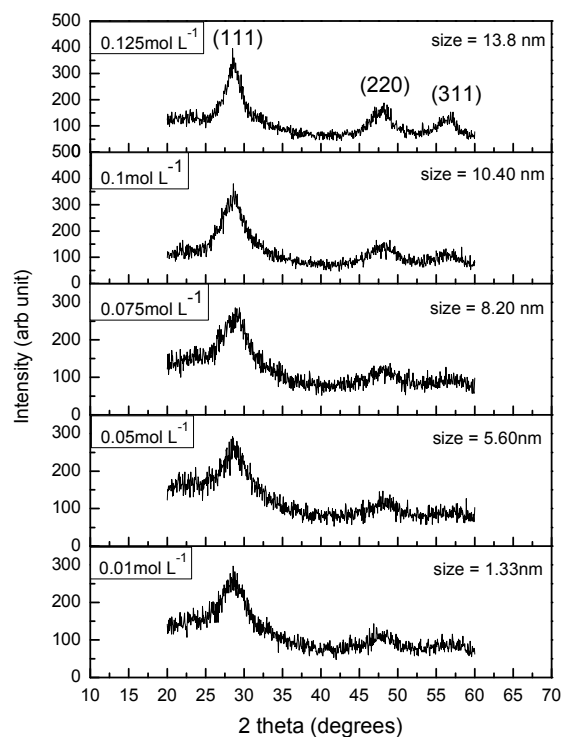 500
0.125mol L⁻¹
(111)
size = 13.8 nm
400
300
(220)
(311)
200
100
0
500
0.1mol L⁻¹
size = 10.40 nm
400
300
200
100
0
0.075mol L⁻¹
size = 8.20 nm
300
200
100
0
0.05mol L⁻¹
size = 5.60nm
300
200
100
0
0.01mol L⁻¹
size = 1.33nm
300
200
100
0
Intensity (arb unit)
10 15 20 25 30 35 40 45 50 55 60 65 70
2 theta (degrees)